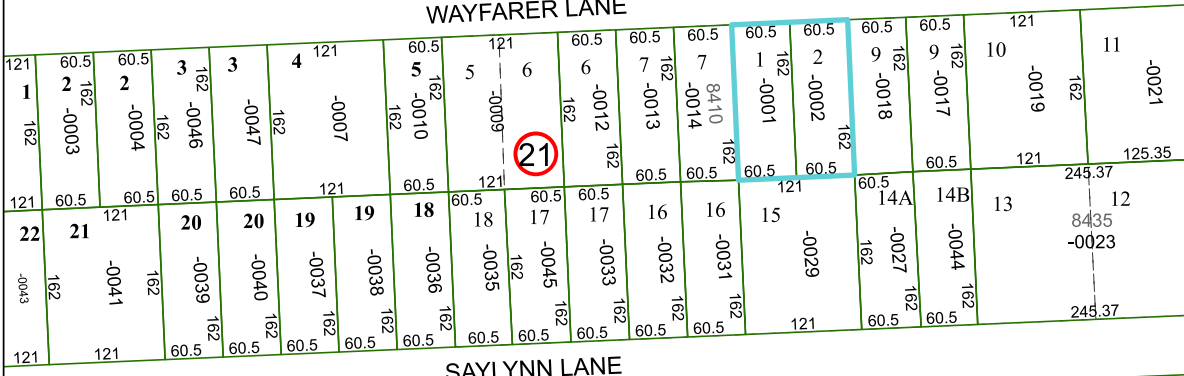 WAYFARER LANE
121 60.5 60.5 60.5 60.5 121 60.5 121 60.5 60.5 60.5 60.5 60.5 60.5 60.5 121
1 2 2 3 3 4 5 5 6 6 7 7 1 2 9 9 10 11
162 162 162 162 162 162 162 162
-0003 -0004 -0046 -0047 -0007 -0010 -0009 -0012 -0013 -0014 8410 -0001 -0002 -0018 -0017 -0019 -0021
162 162 162 162 162 162 162 162
21
121 60.5 60.5 60.5 60.5 121 60.5 121 60.5 60.5 60.5 60.5 60.5 121 125.35
121 60.5 60.5 60.5 121 60.5 245.37
22 21 20 20 19 19 18 18 17 17 16 16 15 14A 14B 13 12
8435
-0043 -0041 -0039 -0040 -0037 -0038 -0036 -0035 -0045 -0033 -0032 -0031 -0029 -0027 -0044 -0023
162 162 162 162 162 162 162 162 162 162 162 162 162 162
121 121 60.5 60.5 60.5 60.5 60.5 60.5 60.5 60.5 60.5 60.5 121 60.5 60.5 245.37
SAYLYNN LANE